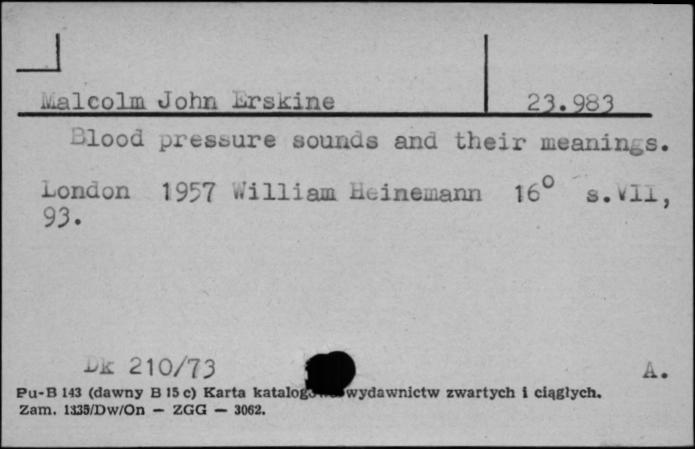 Malcolm John Erskine 23.983
Blood pressure sounds and their meanings.
London 1957 William Heinemann 16° s.VII,
93.
Dk 210/73 A.
Pu-B 143 (dawny B 15 c) Karta wydawnictw zwartych i ciągłych.
Zam. 1335/Dw/On — ZGG — 3062.